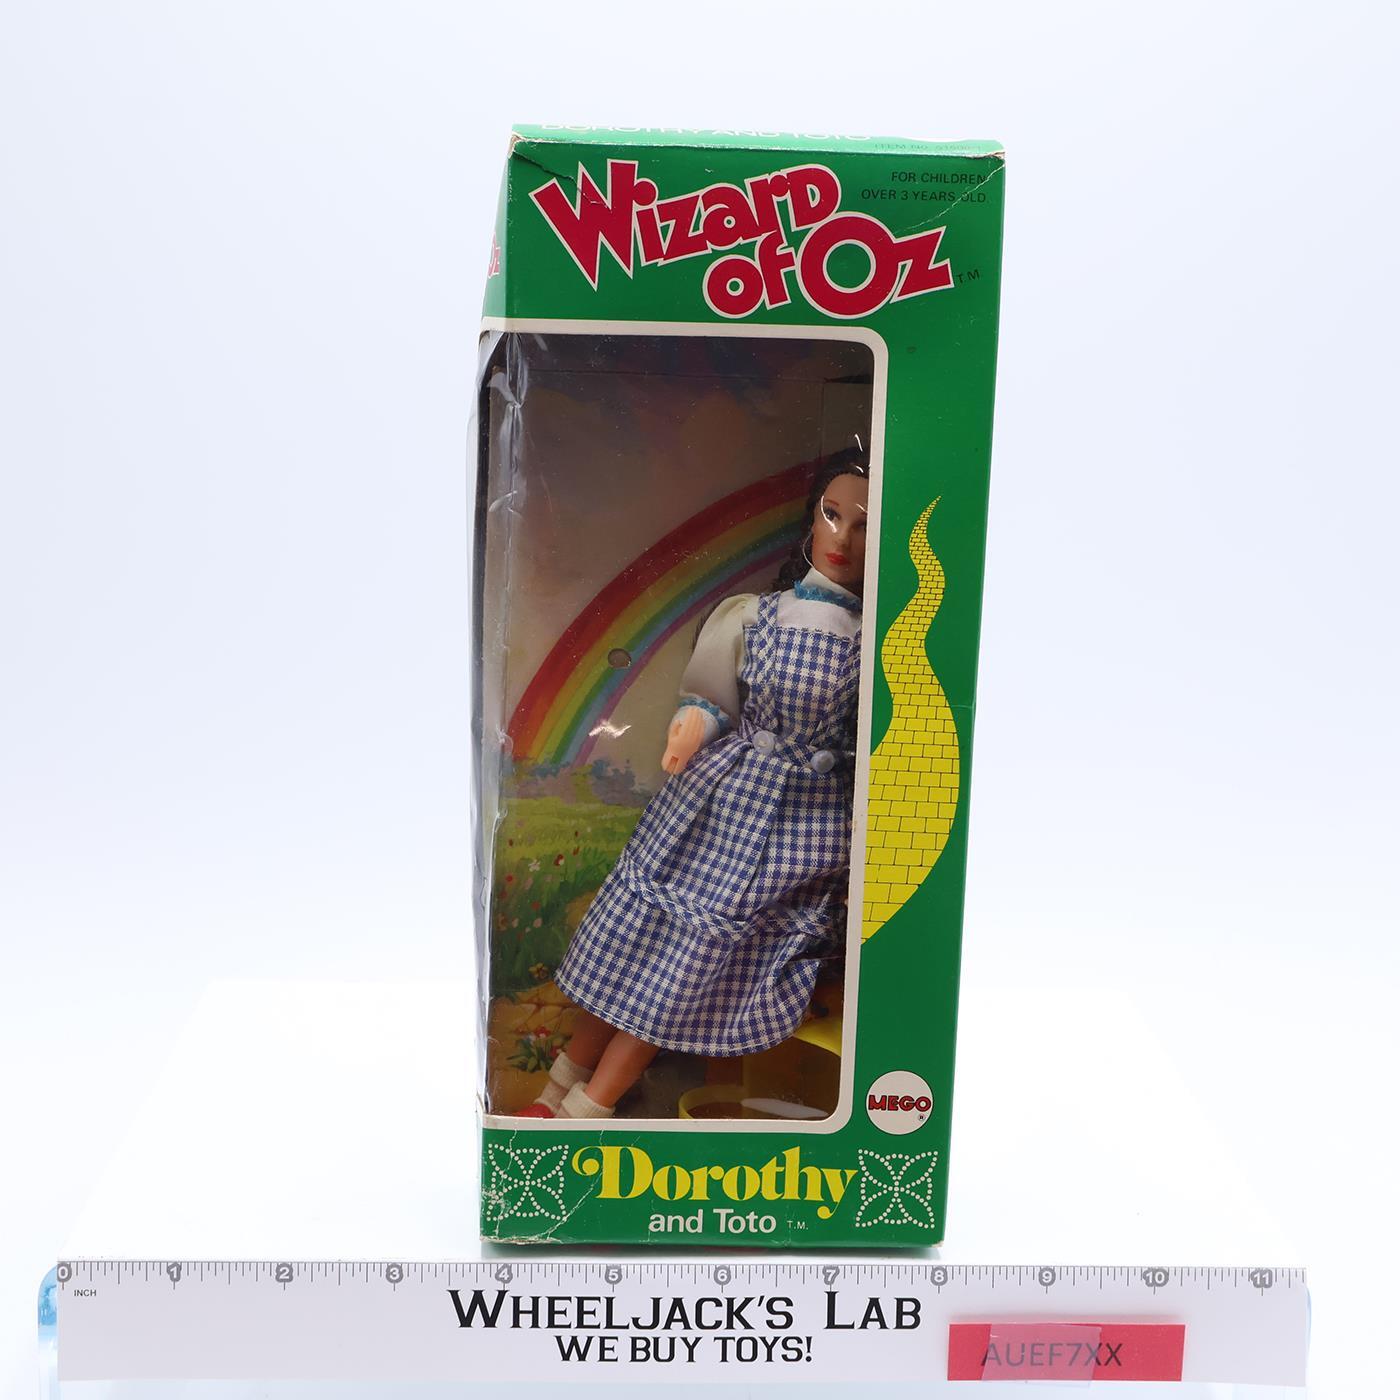 DOROTHY AND TOTO
Wizard
of Oz T.M.
FOR CHILDREN
OVER 3 YEARS OLD.
Oz
MEGO ®
Dorothy
and Toto T.M.
0 1 2 3 4 5 6 7 8 9 10 11
INCH
WHEELJACK'S LAB
WE BUY TOYS!
AUEF7XX